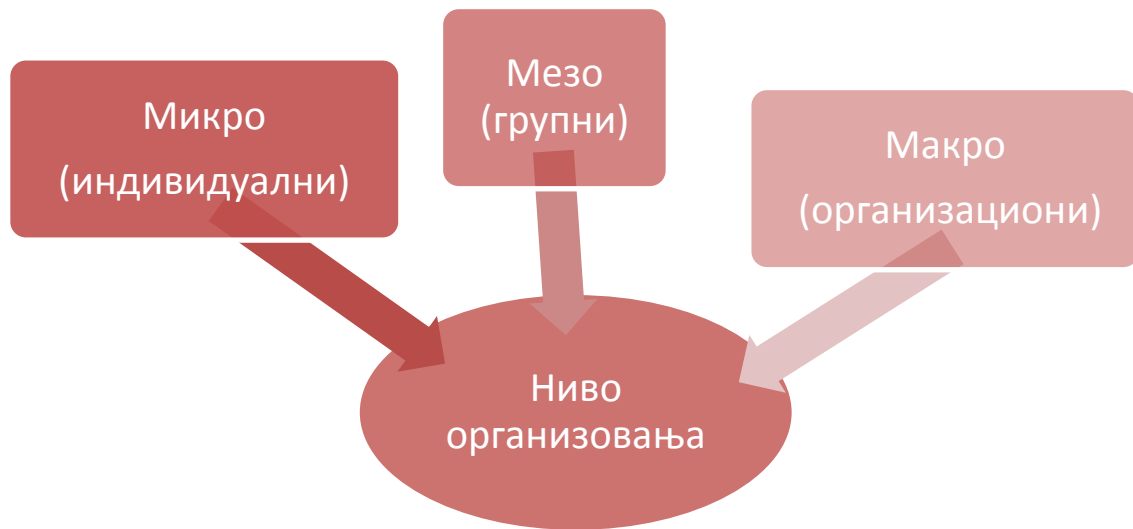 Микро
(индивидуални)
Мезо
(групни)
Макро
(организациони)
Ниво
организовања